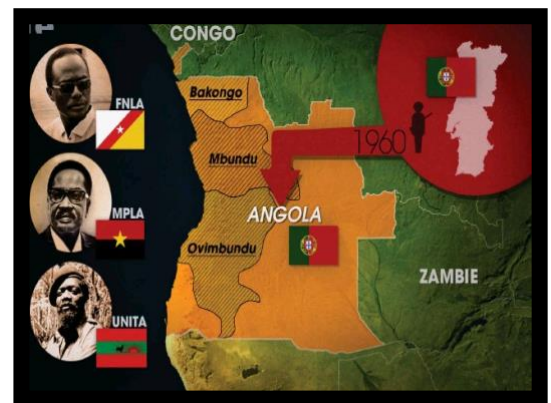 CONGO
FNLA
Bakongo
1960
Mbundu
MPLA
ANGOLA
Ovimbundu
ZAMBIE
UNITA